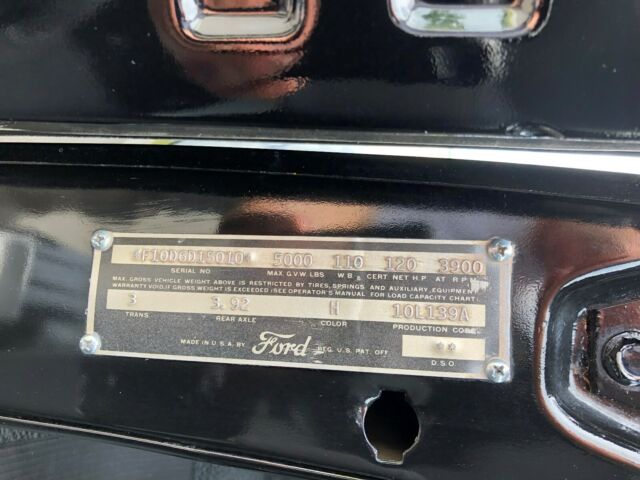 F10D6D15010 5000 110 120 3900
SERIAL NO. MAX. G.V.W. LBS W.B. CERT. NET H.P. AT R.P.M.
MAX. GROSS VEHICLE WEIGHT ABOVE IS RESTRICTED BY TIRES, SPRINGS AND AUXILIARY EQUIPMENT.
WARRANTY VOID IF GROSS WEIGHT IS EXCEEDED (SEE OPERATOR'S MANUAL FOR LOAD CAPACITY CHART.)
3 3.92 H 10L139A
TRANS. REAR AXLE COLOR PRODUCTION CODE
MADE IN U.S.A. BY Ford REG. U.S. PAT. OFF. **
D.S.O.